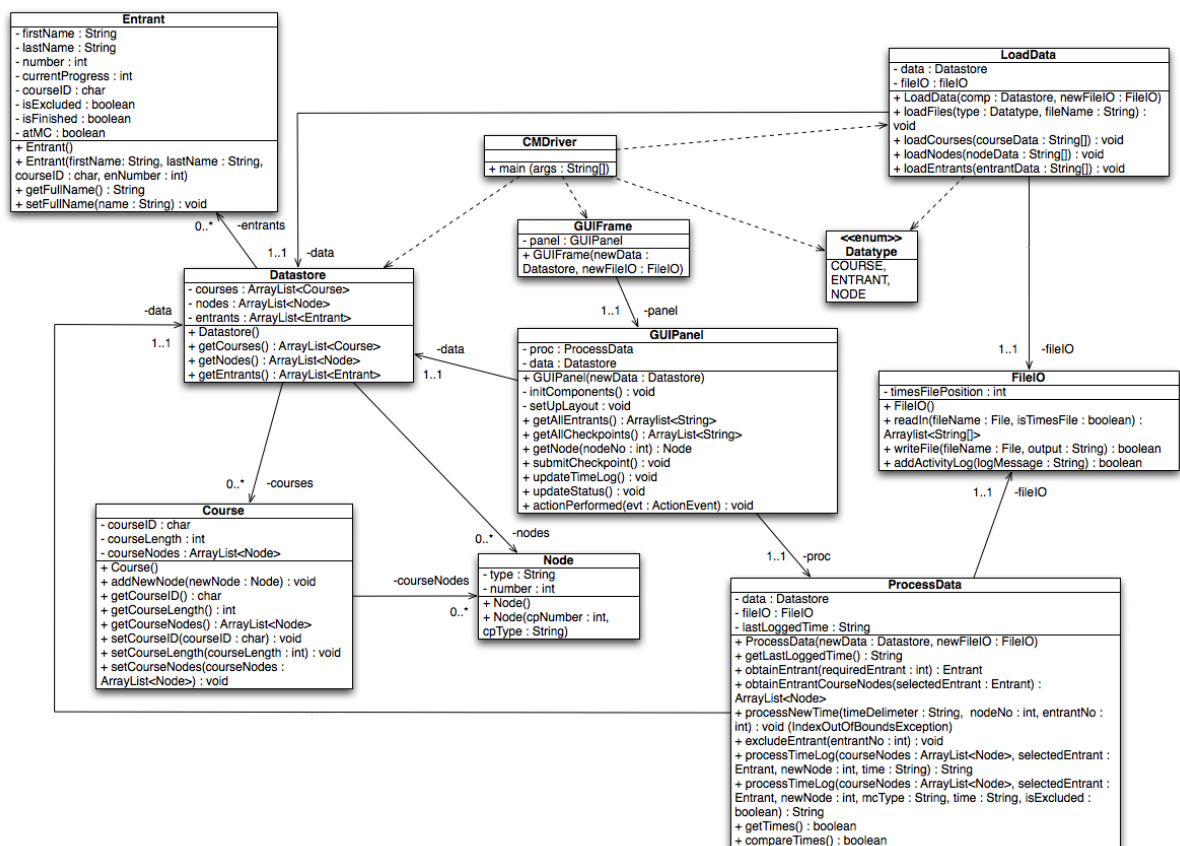 Entrant
- firstName : String
- lastName : String
- number : int
- currentProgress : int
- courseID : char
- isExcluded : boolean
- isFinished : boolean
- atMC : boolean
+ Entrant()
+ Entrant(firstName: String, lastName : String,
courseID : char, enNumber : int)
+ getFullName() : String
+ setFullName(name : String) : void
0..*
-entrants
LoadData
- data : Datastore
- fileIO : fileIO
+ LoadData(comp : Datastore, newFileIO : FileIO)
+ loadFiles(type : Datatype, fileName : String) :
void
+ loadCourses(courseData : String[]) : void
+ loadNodes(nodeData : String[]) : void
+ loadEntrants(entrantData : String[]) : void
CMDriver
+ main (args : String[])
GUIFrame
- panel : GUIPanel
+ GUIFrame(newData :
Datastore, newFileIO : FileIO)
<<enum>>
Datatype
COURSE,
ENTRANT,
NODE
1..1
-data
Datastore
- courses : ArrayList<Course>
- nodes : ArrayList<Node>
- entrants : ArrayList<Entrant>
+ Datastore()
+ getCourses() : ArrayList<Course>
+ getNodes() : ArrayList<Node>
+ getEntrants() : ArrayList<Entrant>
-data
1..1
1..1
-panel
-data
1..1
GUIPanel
- proc : ProcessData
- data : Datastore
+ GUIPanel(newData : Datastore)
- initComponents() : void
- setUpLayout : void
+ getAllEntrants() : Arraylist<String>
+ getAllCheckpoints() : ArrayList<String>
+ getNode(nodeNo : int) : Node
+ submitCheckpoint() : void
+ updateTimeLog() : void
+ updateStatus() : void
+ actionPerformed(evt : ActionEvent) : void
1..1
-fileIO
FileIO
- timesFilePosition : int
+ FileIO()
+ readIn(fileName : File, isTimesFile : boolean) :
Arraylist<String[]>
+ writeFile(fileName : File, output : String) : boolean
+ addActivityLog(logMessage : String) : boolean
1..1
-fileIO
0..*
-courses
Course
- courseID : char
- courseLength : int
- courseNodes : ArrayList<Node>
+ Course()
+ addNewNode(newNode : Node) : void
+ getCourseID() : char
+ getCourseLength() : int
+ getCourseNodes() : ArrayList<Node>
+ setCourseID(courseID : char) : void
+ setCourseLength(courseLength : int) : void
+ setCourseNodes(courseNodes :
ArrayList<Node>) : void
-courseNodes
0..*
0..*
-nodes
Node
- type : String
- number : int
+ Node()
+ Node(cpNumber : int,
cpType : String)
1..1
-proc
ProcessData
- data : Datastore
- fileIO : FileIO
- lastLoggedTime : String
+ ProcessData(newData : Datastore, newFileIO : FileIO)
+ getLastLoggedTime() : String
+ obtainEntrant(requiredEntrant : int) : Entrant
+ obtainEntrantCourseNodes(selectedEntrant : Entrant) :
ArrayList<Node>
+ processNewTime(timeDelimeter : String, nodeNo : int, entrantNo :
int) : void (IndexOutOfBoundsException)
+ excludeEntrant(entrantNo : int) : void
+ processTimeLog(courseNodes : ArrayList<Node>, selectedEntrant :
Entrant, newNode : int, time : String) : String
+ processTimeLog(courseNodes : ArrayList<Node>, selectedEntrant :
Entrant, newNode : int, mcType : String, time : String, isExcluded :
boolean) : String
+ getTimes() : boolean
+ compareTimes() : boolean